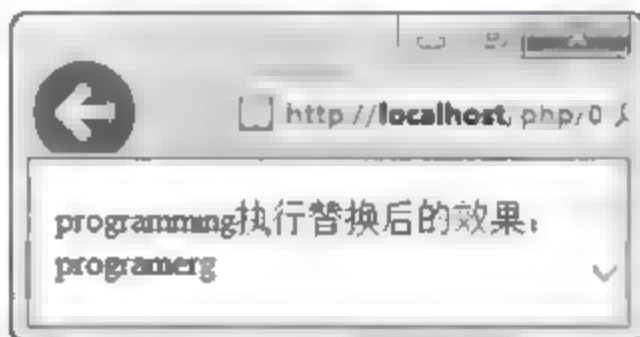 http://localhost/php/0
programming执行替换后的效果：
programerg